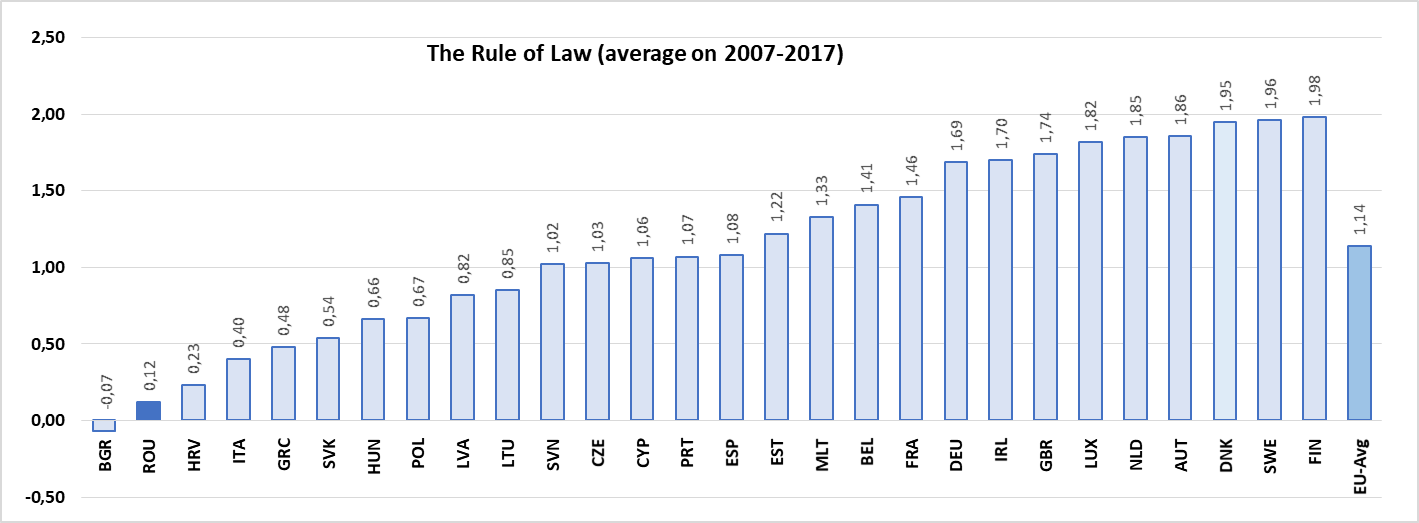 The Rule of Law (average on 2007-2017)
2,50
2,00
1,50
1,00
0,50
0,00
-0,50
-0,07
0,12
0,23
0,40
0,48
0,54
0,66
0,67
0,82
0,85
1,02
1,03
1,06
1,07
1,08
1,22
1,33
1,41
1,46
1,69
1,70
1,74
1,82
1,85
1,86
1,95
1,96
1,98
1,14
BGR
ROU
HRV
ITA
GRC
SVK
HUN
POL
LVA
LTU
SVN
CZE
CYP
PRT
ESP
EST
MLT
BEL
FRA
DEU
IRL
GBR
LUX
NLD
AUT
DNK
SWE
FIN
EU-Avg